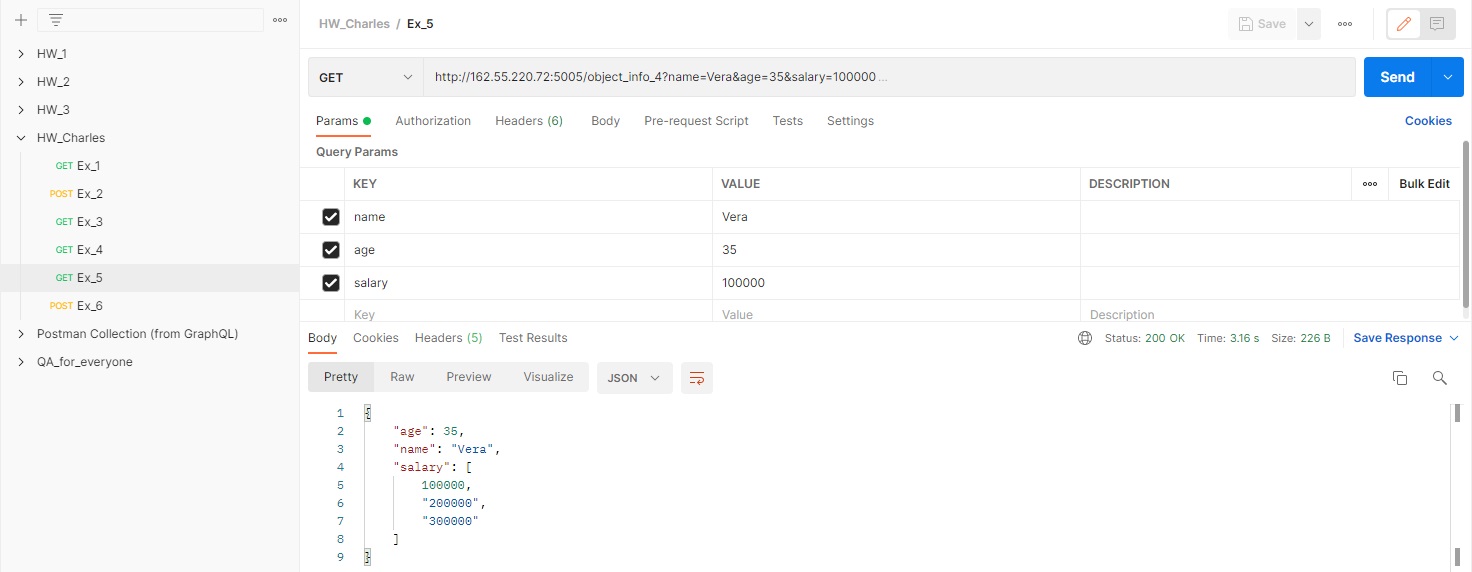 HW_Charles / Ex_5
Save
HW_1
HW_2
HW_3
HW_Charles
GET Ex_1
POST Ex_2
GET Ex_3
GET Ex_4
GET Ex_5
POST Ex_6
Postman Collection (from GraphQL)
QA_for_everyone
GET http://162.55.220.72:5005/object_info_4?name=Vera&age=35&salary=100000 ...
Send
Params Authorization Headers (6) Body Pre-request Script Tests Settings Cookies
Query Params
KEY VALUE DESCRIPTION Bulk Edit
name Vera
age 35
salary 100000
Key Value Description
Body Cookies Headers (5) Test Results Status: 200 OK Time: 3.16 s Size: 226 B Save Response
Pretty Raw Preview Visualize JSON
1 {
2 "age": 35,
3 "name": "Vera",
4 "salary": [
5 100000,
6 "200000",
7 "300000"
8 ]
9 }